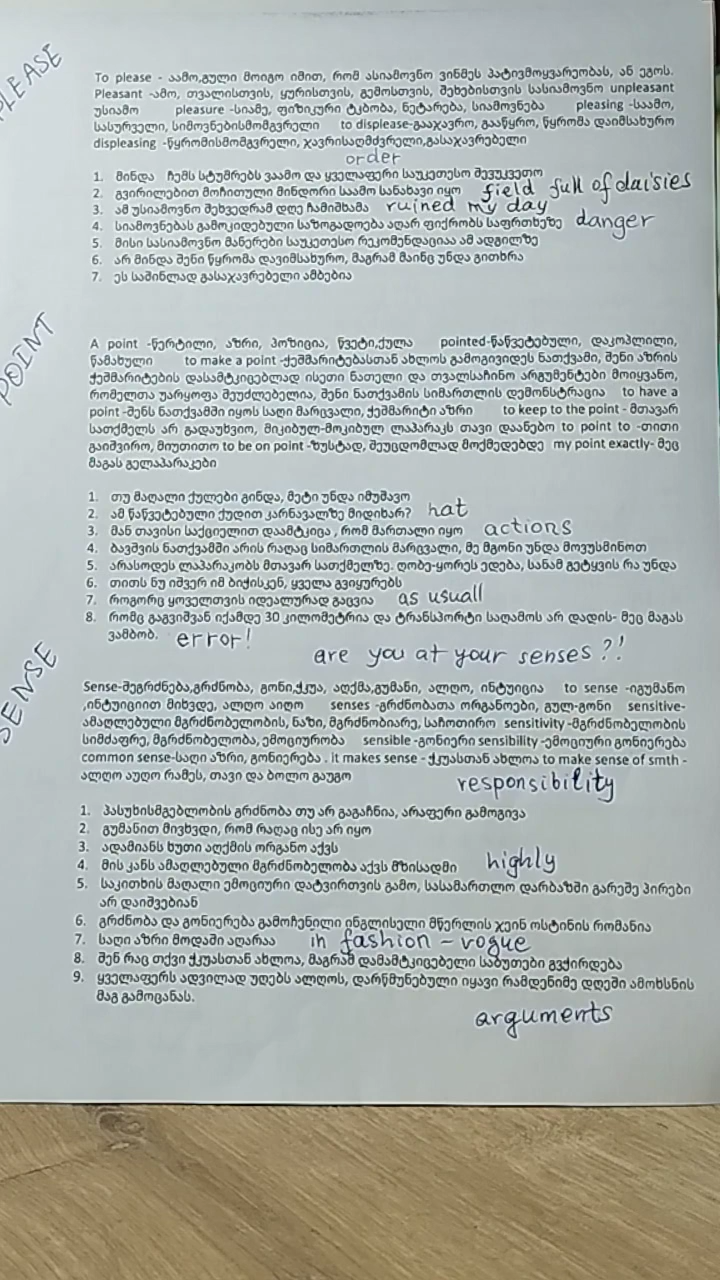 PLEASE
To please - აამო,გული მოიგო იმით, რომ ასიამოვნო ვინმეს პატივმოყვარეობას, ან ეგოს.
Pleasant -ამო, თვალისთვის, ყურისთვის, გემოსთვის, შეხებისთვის სასიამოვნო unpleasant
უსიამო pleasure -სიამე, ფიზიკური ტკბობა, ნეტარება, სიამოვნება pleasing -საამო,
სასურველი, სიმოვნებისმომგვრელი to displease-გააჯავრო, გააწყრო, წყრომა დაიმსახურო
displeasing -წყრომისმომგვრელი, ჯავრისაღმძვრელი,გასაჯავრებელი
order
1. მინდა ჩემს სტუმრებს ვაამო და ყველაფერი საუკეთესო შევუკვეთო
2. გვირილებით მოჩითული მინდორი საამო სანახავი იყო field full of daisies
3. ამ უსიამოვნო შეხვედრამ დღე ჩამიშხამა ruined my day
4. სიამოვნებას გამოკიდებული საზოგადოება აღარ ფიქრობს საფრთხეზე danger
5. მისი სასიამოვნო მანერები საუკეთესო რეკომენდაციაა ამ ადგილზე
6. არ მინდა შენი წყრომა დავიმსახურო, მაგრამ მაინც უნდა გითხრა
7. ეს საშინლად გასაჯავრებელი ამბებია
POINT
A point -წერტილი, აზრი, პოზიცია, წვეტი,ქულა pointed-წაწვეტებული, დაკოპლილი,
წამახული to make a point -ჭეშმარიტებასთან ახლოს გამოგივიდეს ნათქვამი, შენი აზრის
ჭეშმარიტების დასამტკიცებლად ისეთი ნათელი და თვალსაჩინო არგუმენტები მოიყვანო,
რომელთა უარყოფა შეუძლებელია, შენი ნათქვამის სიმართლის დემონსტრაცია to have a
point -შენს ნათქვამში იყოს საღი მარცვალი, ჭეშმარიტი აზრი to keep to the point - მთავარ
სათქმელს არ გადაუხვიო, მიკიბულ-მოკიბულ ლაპარაკს თავი დაანებო to point to -თითი
გაიშვირო, მიუთითო to be on point -ზუსტად, შეუცდომლად მოქმედებდე my point exactly- მეც
მაგას გელაპარაკები
1. თუ მაღალი ქულები გინდა, მეტი უნდა იმუშავო
2. ამ წაწვეტებული ქუდით კარნავალზე მიდიხარ? hat
3. მან თავისი საქციელით დაამტკიცა , რომ მართალი იყო actions
4. ბავშვის ნათქვამში არის რაღაც სიმართლის მარცვალი, მე მგონი უნდა მოვუსმინოთ
5. არასოდეს ლაპარაკობს მთავარ სათქმელზე. ღობე-ყორეს ედება, სანამ გეტყვის რა უნდა
6. თითს ნუ იშვერ იმ ბიჭისკენ, ყველა გვიყურებს
7. როგორც ყოველთვის იდეალურად გაცვია as usuall
8. რომც გაგვიშვან იქამდე 30 კილომეტრია და ტრანსპორტი საღამოს არ დადის- მეც მაგას
ვამბობ. error!
are you at your senses?!
SENSE
Sense-შეგრძნება,გრძნობა, გონი,ჭკუა, აღქმა,გუმანი, ალღო, ინტუიცია to sense -იგუმანო
,ინტუიციით მიხვდე, ალღო აიღო senses -გრძნობათა ორგანოები, გულ-გონი sensitive-
ამაღლებული მგრძნობელობის, ნაზი, მგრძნობიარე, საჩოთირო sensitivity -მგრძნობელობის
სიმძაფრე, მგრძნობელობა, ემოციურობა sensible -გონიერი sensibility -ემოციური გონიერება
common sense-საღი აზრი, გონიერება . it makes sense - ჭკუასთან ახლოა to make sense of smth -
ალღო აუღო რამეს, თავი და ბოლო გაუგო
responsibility
1. პასუხისმგებლობის გრძნობა თუ არ გაგაჩნია, არაფერი გამოგივა
2. გუმანით მივხვდი, რომ რაღაც ისე არ იყო
3. ადამიანს ხუთი აღქმის ორგანო აქვს
4. მის კანს ამაღლებული მგრძნობელობა აქვს მზისადმი highly
5. საკითხის მაღალი ემოციური დატვირთვის გამო, სასამართლო დარბაზში გარეშე პირები
არ დაიშვებიან
6. გრძნობა და გონიერება გამოჩენილი ინგლისელი მწერლის ჯეინ ოსტინის რომანია
7. საღი აზრი მოდაში აღარაა in fashion - vogue
8. შენ რაც თქვი ჭკუასთან ახლოა, მაგრამ დამამტკიცებელი საბუთები გვჭირდება
9. ყველაფერს ადვილად უღებს ალღოს, დარწმუნებული იყავი რამდენიმე დღეში ამოხსნის
მაგ გამოცანას.
arguments